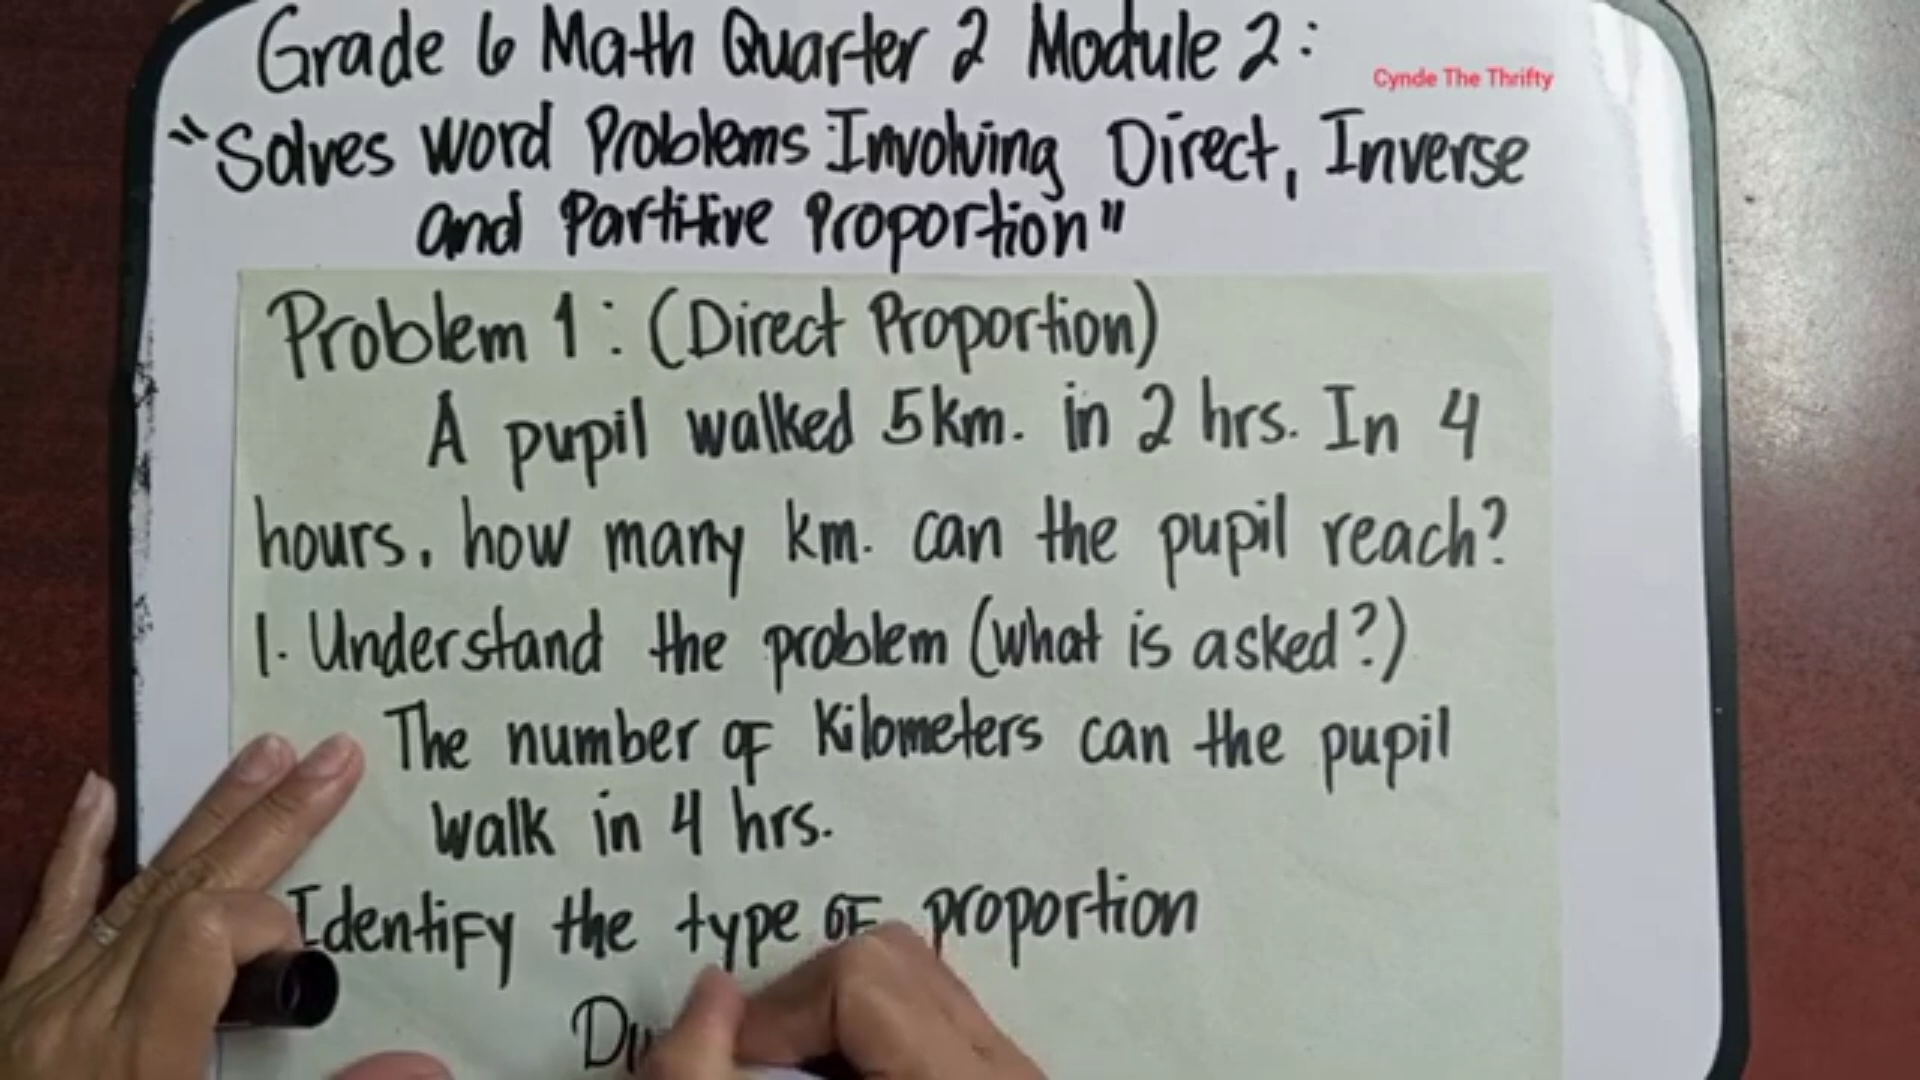 Grade 6 Math Quarter 2 Module 2:
Cynde The Thrifty
"Solves Word Problems Involving Direct, Inverse
and Partitive Proportion"
Problem 1: (Direct Proportion)
A pupil walked 5km. in 2 hrs. In 4
hours, how many km. can the pupil reach?
1. Understand the problem (what is asked?)
The number of Kilometers can the pupil
walk in 4 hrs.
Identify the type of proportion